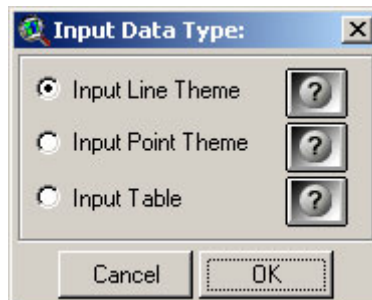 Input Data Type:
Input Line Theme ?
Input Point Theme ?
Input Table ?
Cancel OK